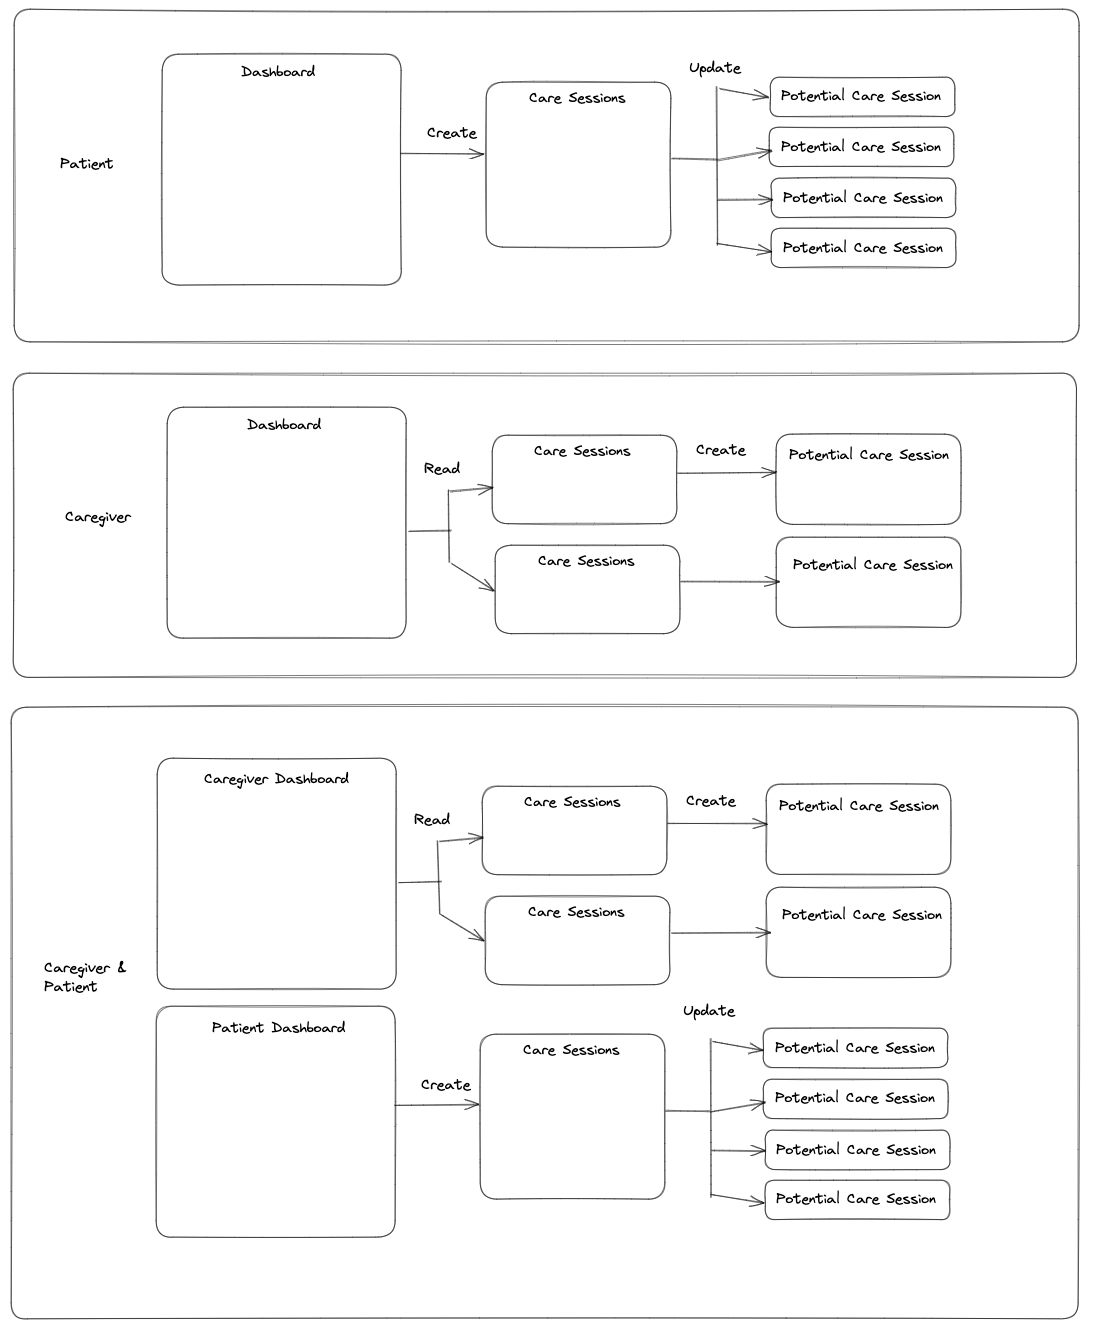 Dashboard
Update
Care Sessions
Potential Care Session
Create
Patient
Potential Care Session
Potential Care Session
Potential Care Session
Dashboard
Read
Care Sessions
Create
Potential Care Session
Caregiver
Care Sessions
Potential Care Session
Caregiver Dashboard
Read
Care Sessions
Create
Potential Care Session
Care Sessions
Potential Care Session
Caregiver &
Patient
Patient Dashboard
Update
Create
Care Sessions
Potential Care Session
Potential Care Session
Potential Care Session
Potential Care Session